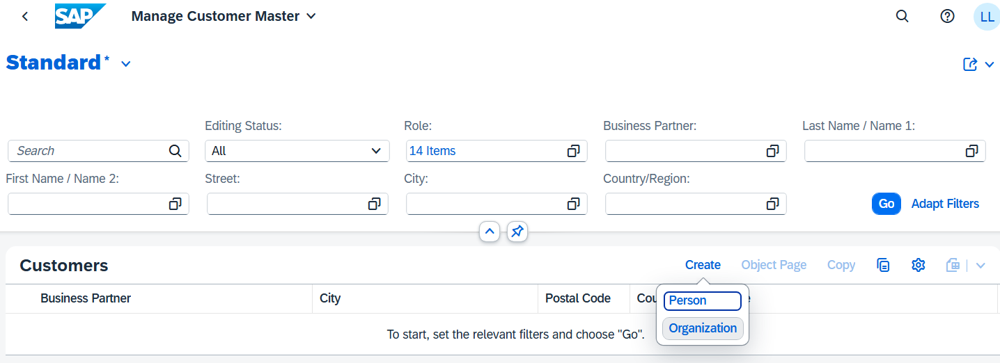 SAP Manage Customer Master LL
Standard *
Editing Status: Role: Business Partner: Last Name / Name 1:
Search All 14 Items
First Name / Name 2: Street: City: Country/Region:
Go Adapt Filters
Customers Create Object Page Copy
Business Partner City Postal Code
Person
Organization
To start, set the relevant filters and choose "Go".